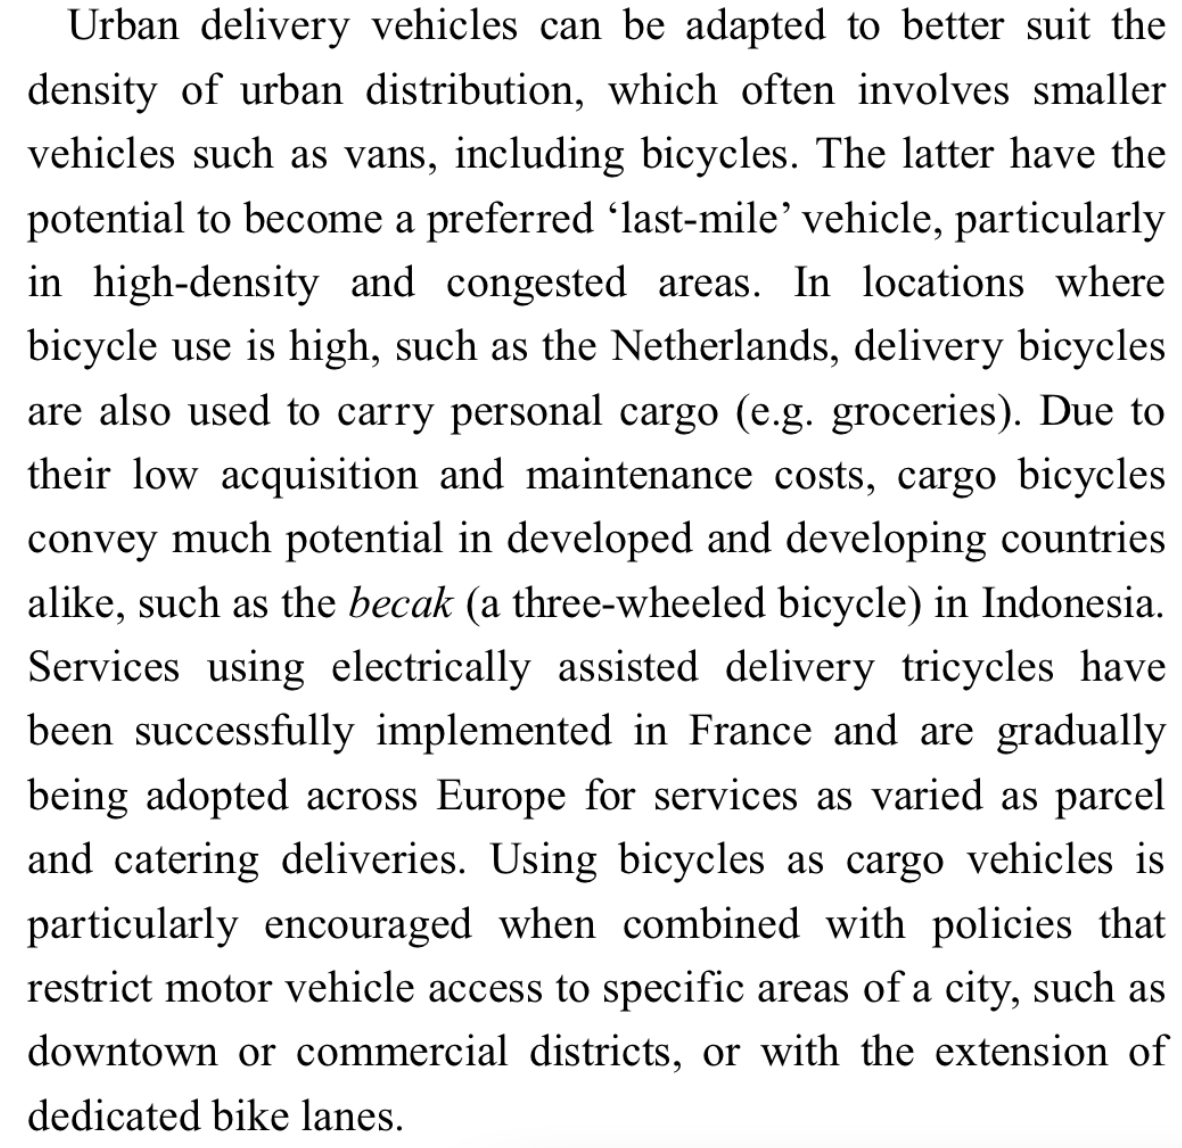 Urban delivery vehicles can be adapted to better suit the
density of urban distribution, which often involves smaller
vehicles such as vans, including bicycles. The latter have the
potential to become a preferred ‘last-mile’ vehicle, particularly
in high-density and congested areas. In locations where
bicycle use is high, such as the Netherlands, delivery bicycles
are also used to carry personal cargo (e.g. groceries). Due to
their low acquisition and maintenance costs, cargo bicycles
convey much potential in developed and developing countries
alike, such as the becak (a three-wheeled bicycle) in Indonesia.
Services using electrically assisted delivery tricycles have
been successfully implemented in France and are gradually
being adopted across Europe for services as varied as parcel
and catering deliveries. Using bicycles as cargo vehicles is
particularly encouraged when combined with policies that
restrict motor vehicle access to specific areas of a city, such as
downtown or commercial districts, or with the extension of
dedicated bike lanes.